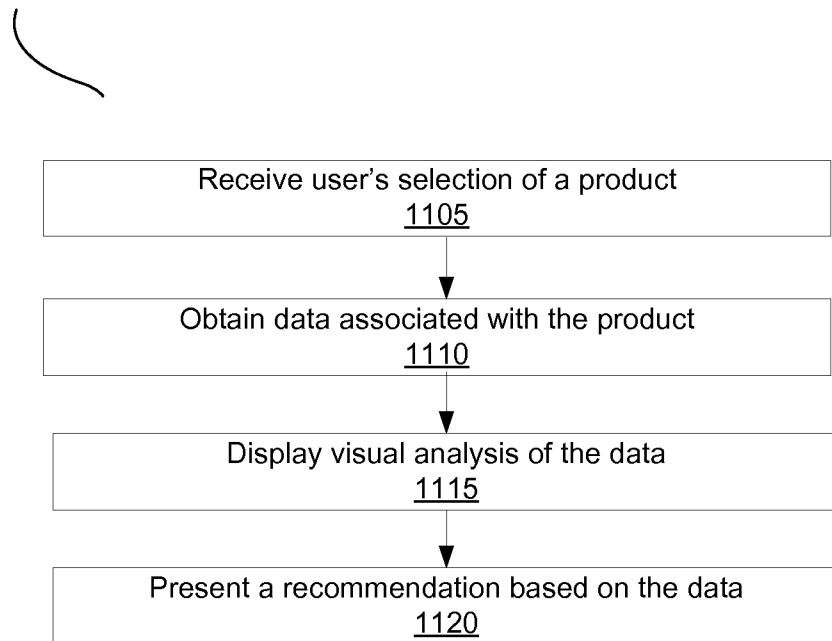 Receive user's selection of a product
1105
Obtain data associated with the product
1110
Display visual analysis of the data
1115
Present a recommendation based on the data
1120